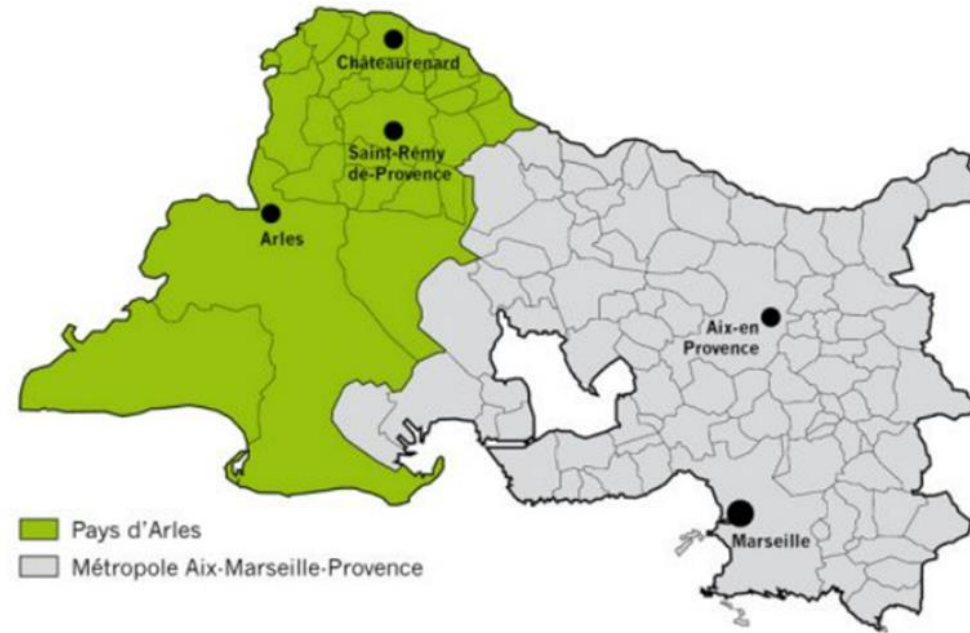 Châteaurenard
Saint-Rémy
de-Provence
Arles
Aix-en
Provence
Marseille
Pays d'Arles
Métropole Aix-Marseille-Provence